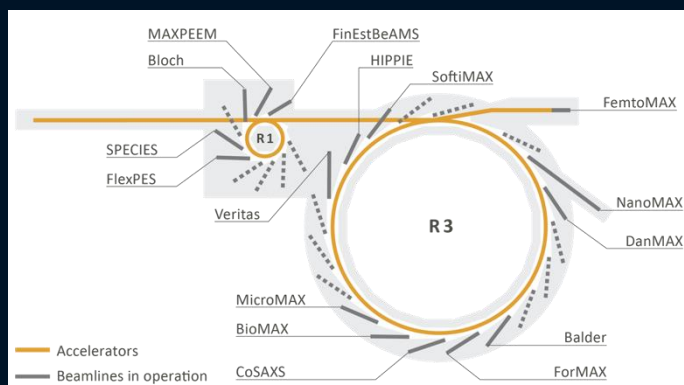 MAXPEEM
FinEstBeAMS
Bloch
HIPPIE
SoftiMAX
FemtoMAX
R1
SPECIES
FlexPES
Veritas
NanoMAX
R3
DanMAX
MicroMAX
BioMAX
Balder
Accelerators
Beamlines in operation
CoSAXS
ForMAX